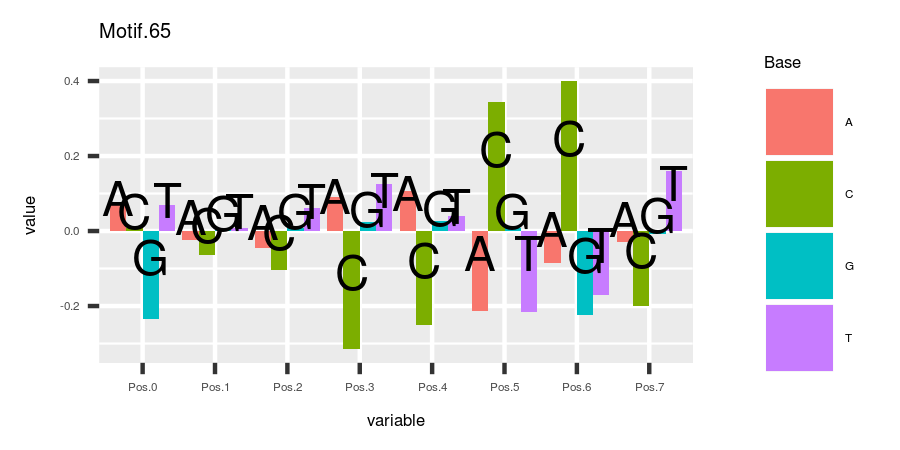 Motif.65
Base
0.4
0.2
0.0
-0.2
value
A C G T A C G T A C G T A C G T A C G T A C G T A C G T A C G T
Pos.0 Pos.1 Pos.2 Pos.3 Pos.4 Pos.5 Pos.6 Pos.7
variable
A
C
G
T